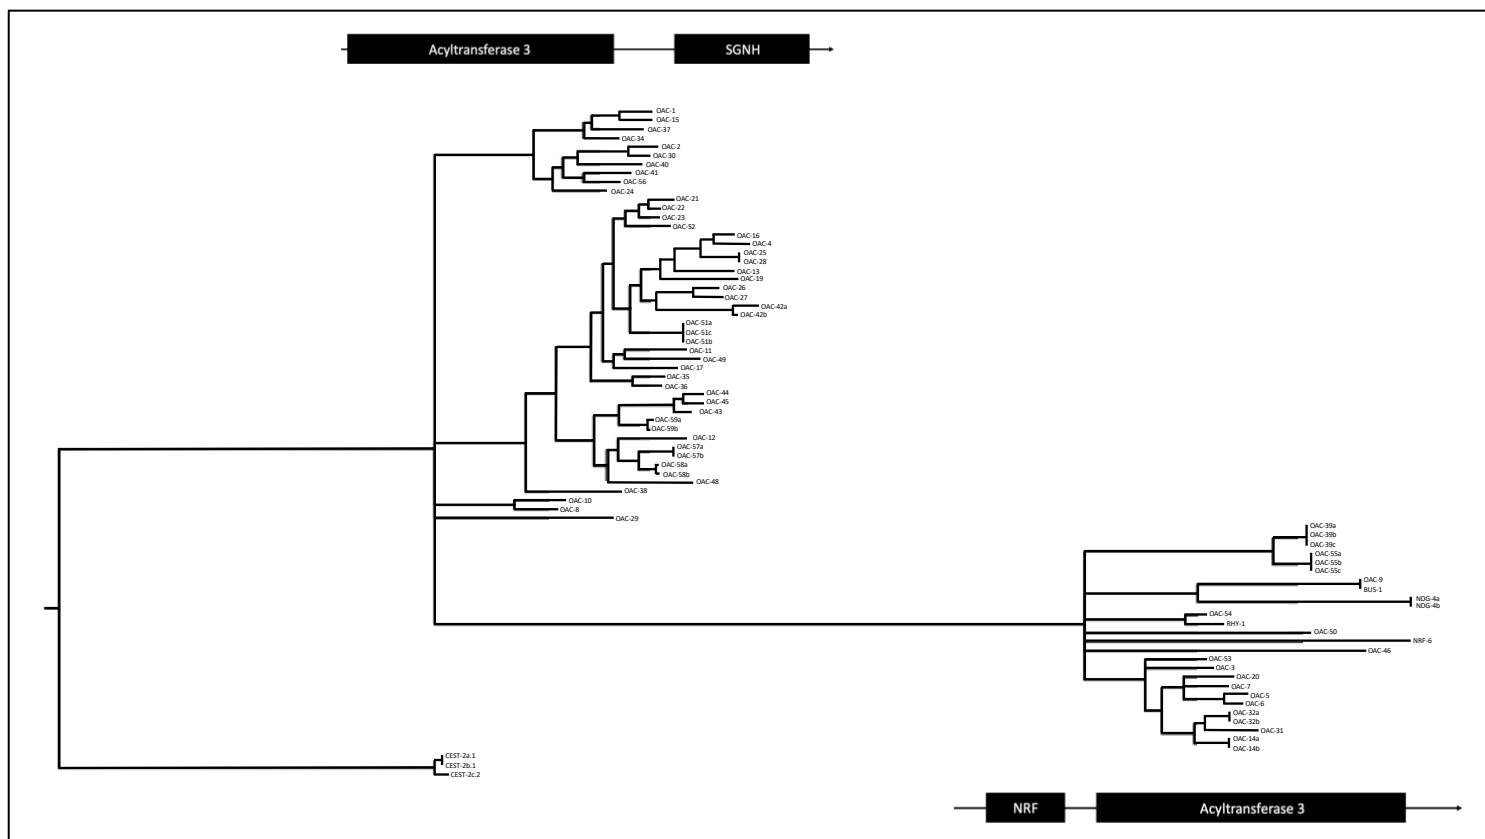 Acyltransferase 3
SGNH
OAC-1
OAC-15
OAC-37
OAC-34
OAC-2
OAC-30
OAC-40
OAC-41
OAC-56
OAC-24
OAC-21
OAC-22
OAC-23
OAC-52
OAC-16
OAC-4
OAC-25
OAC-28
OAC-13
OAC-19
OAC-26
OAC-27
OAC-42a
OAC-42b
OAC-51a
OAC-51c
OAC-51b
OAC-11
OAC-49
OAC-17
OAC-35
OAC-36
OAC-44
OAC-45
OAC-43
OAC-59a
OAC-59b
OAC-12
OAC-57a
OAC-57b
OAC-58a
OAC-58b
OAC-48
OAC-38
OAC-10
OAC-8
OAC-29
OAC-39a
OAC-39b
OAC-39c
OAC-55a
OAC-55b
OAC-55c
OAC-9
BUS-1
NDG-4a
NDG-4b
OAC-54
RHY-1
OAC-50
NRF-6
OAC-46
OAC-53
OAC-3
OAC-20
OAC-7
OAC-5
OAC-6
OAC-32a
OAC-32b
OAC-31
OAC-14a
OAC-14b
CEST-2a.1
CEST-2b.1
CEST-2c.2
NRF
Acyltransferase 3